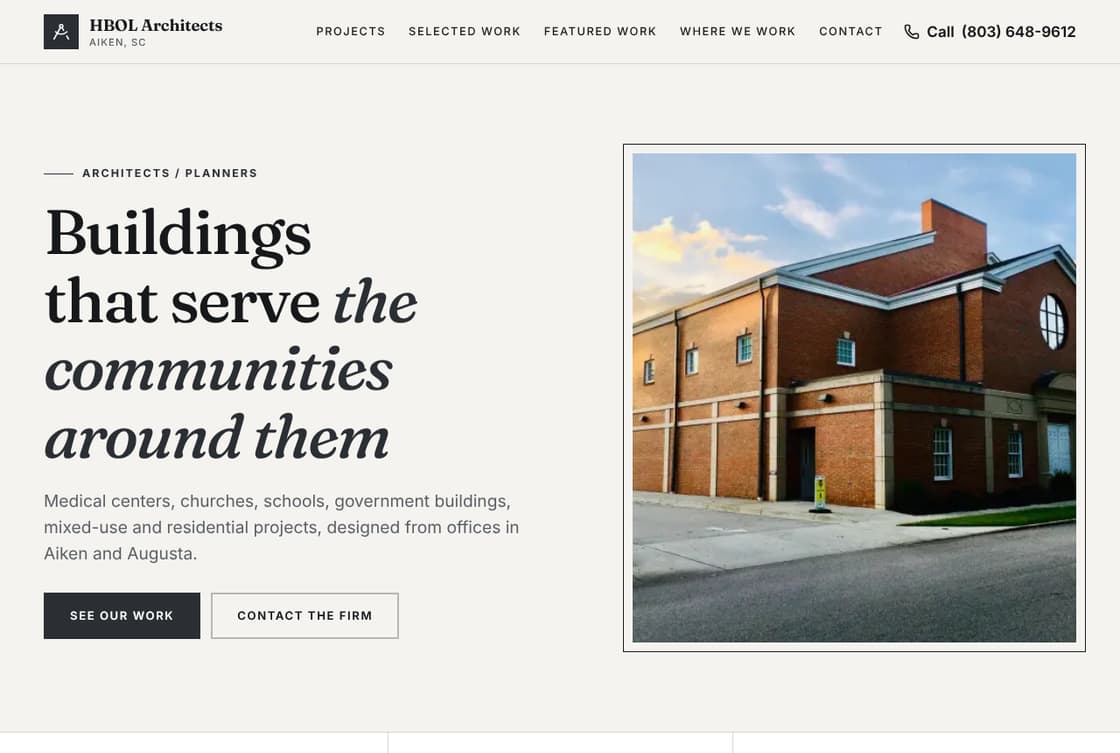 HBOL Architects
AIKEN, SC
PROJECTS SELECTED WORK FEATURED WORK WHERE WE WORK CONTACT Call (803) 648-9612
ARCHITECTS / PLANNERS
Buildings
that serve the
communities
around them
Medical centers, churches, schools, government buildings,
mixed-use and residential projects, designed from offices in
Aiken and Augusta.
SEE OUR WORK CONTACT THE FIRM